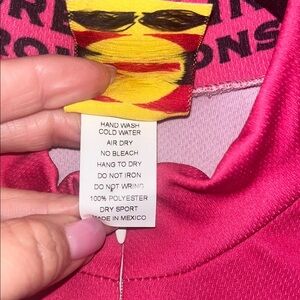 HAND WASH
COLD WATER
AIR DRY
NO BLEACH
HANG TO DRY
DO NOT IRON
DO NOT WRING
100% POLYESTER
DRY SPORT
MADE IN MEXICO